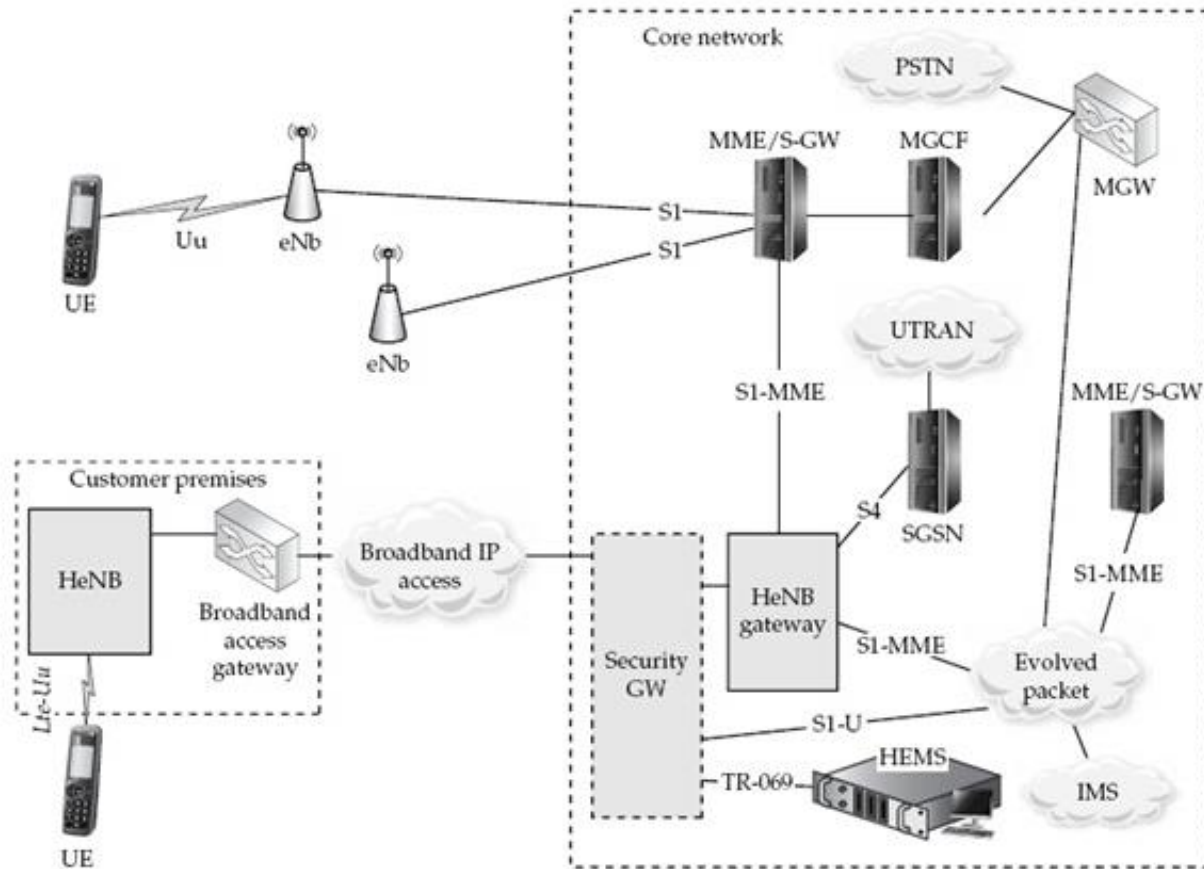 Core network
PSTN
MME/S-GW
MGCF
MGW
S1
Uu
eNb
S1
UE
eNb
UTRAN
S1-MME
MME/S-GW
Customer premises
S4
SGSN
Broadband IP
access
HeNB
HeNB
gateway
S1-MME
Broadband
access
gateway
S1-MME
Security
GW
Evolved
packet
Lte-Uu
S1-U
HEMS
TR-069
IMS
UE